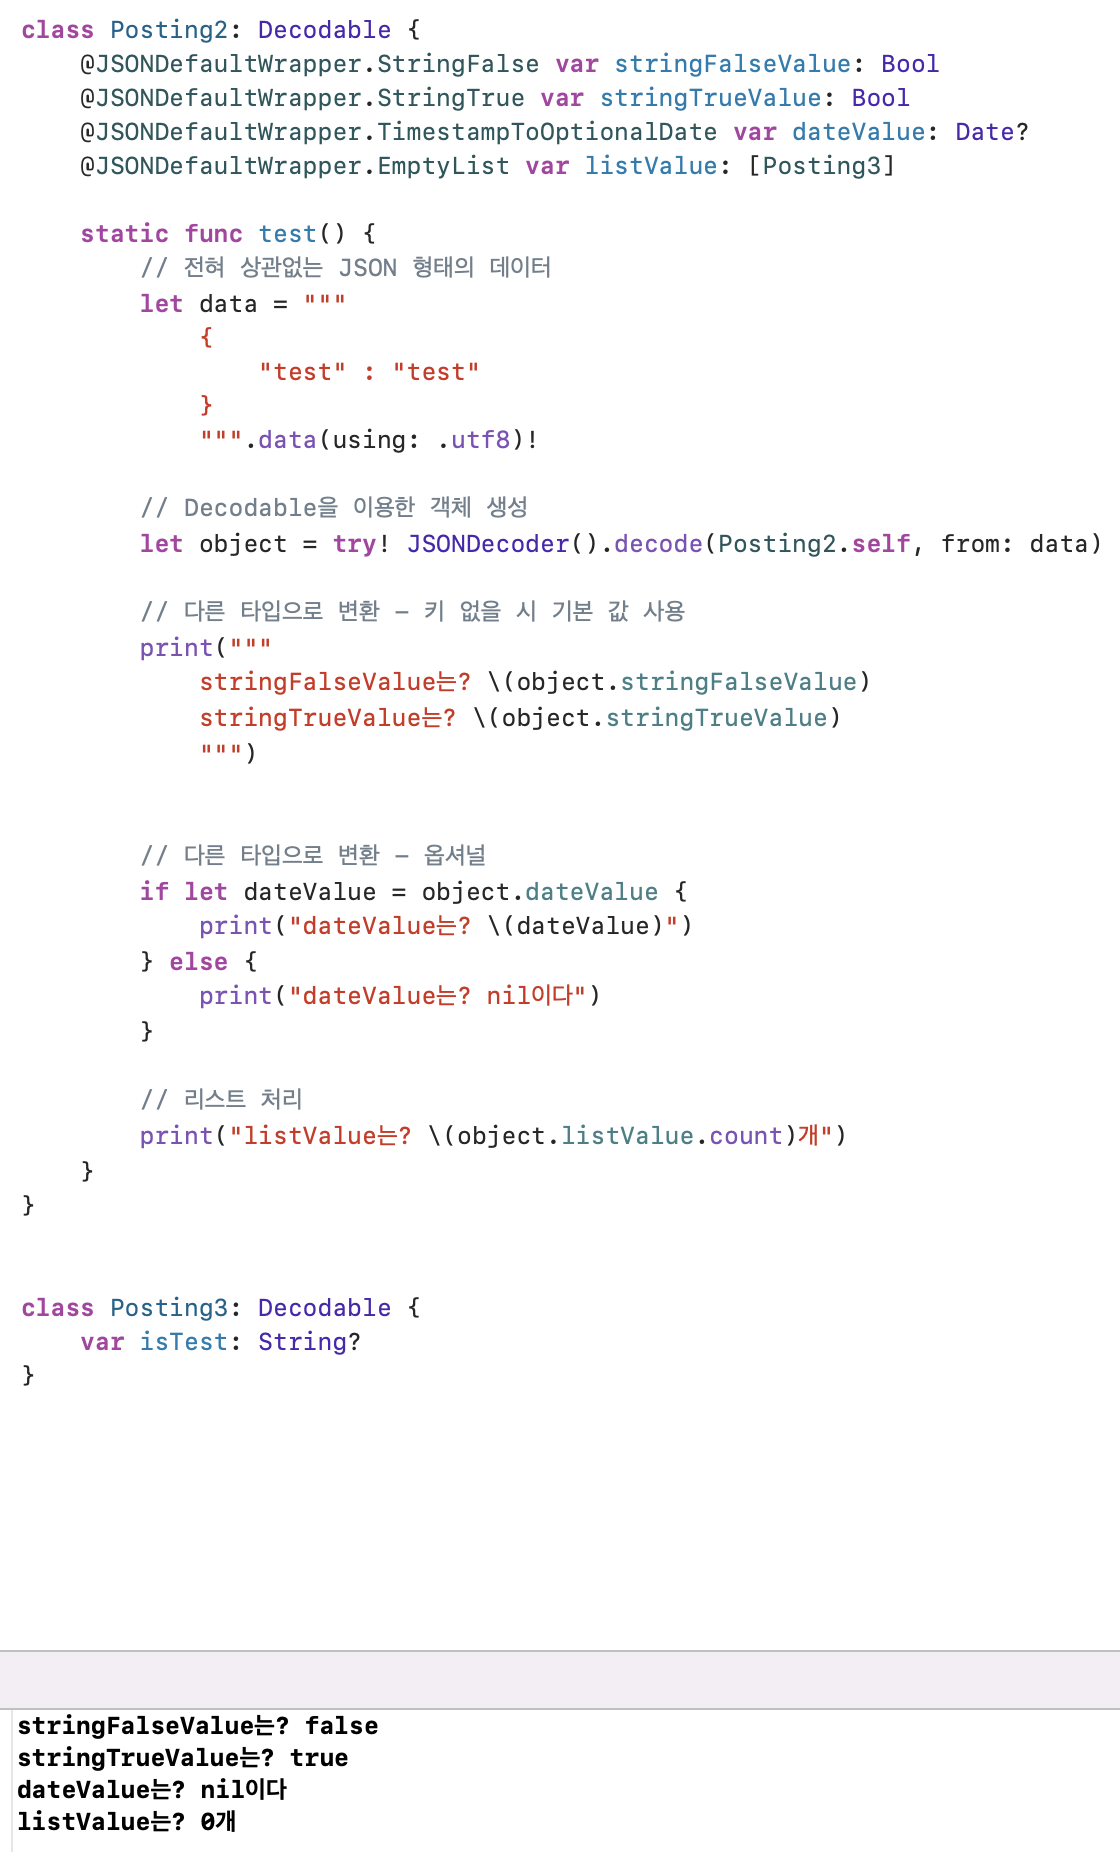 class Posting2: Decodable {
    @JSONDefaultWrapper.StringFalse var stringFalseValue: Bool
    @JSONDefaultWrapper.StringTrue var stringTrueValue: Bool
    @JSONDefaultWrapper.TimestampToOptionalDate var dateValue: Date?
    @JSONDefaultWrapper.EmptyList var listValue: [Posting3]
    static func test() {
        // 전혀 상관없는 JSON 형태의 데이터
        let data = """
            {
                "test" : "test"
            }
            """.data(using: .utf8)!
        // Decodable을 이용한 객체 생성
        let object = try! JSONDecoder().decode(Posting2.self, from: data)
        // 다른 타입으로 변환 – 키 없을 시 기본 값 사용
        print("""
            stringFalseValue는? \(object.stringFalseValue)
            stringTrueValue는? \(object.stringTrueValue)
            """)
        // 다른 타입으로 변환 – 옵셔널
        if let dateValue = object.dateValue {
            print("dateValue는? \(dateValue)")
        } else {
            print("dateValue는? nil이다")
        }
        // 리스트 처리
        print("listValue는? \(object.listValue.count)개")
    }
}
class Posting3: Decodable {
    var isTest: String?
}
stringFalseValue는? false
stringTrueValue는? true
dateValue는? nil이다
listValue는? 0개